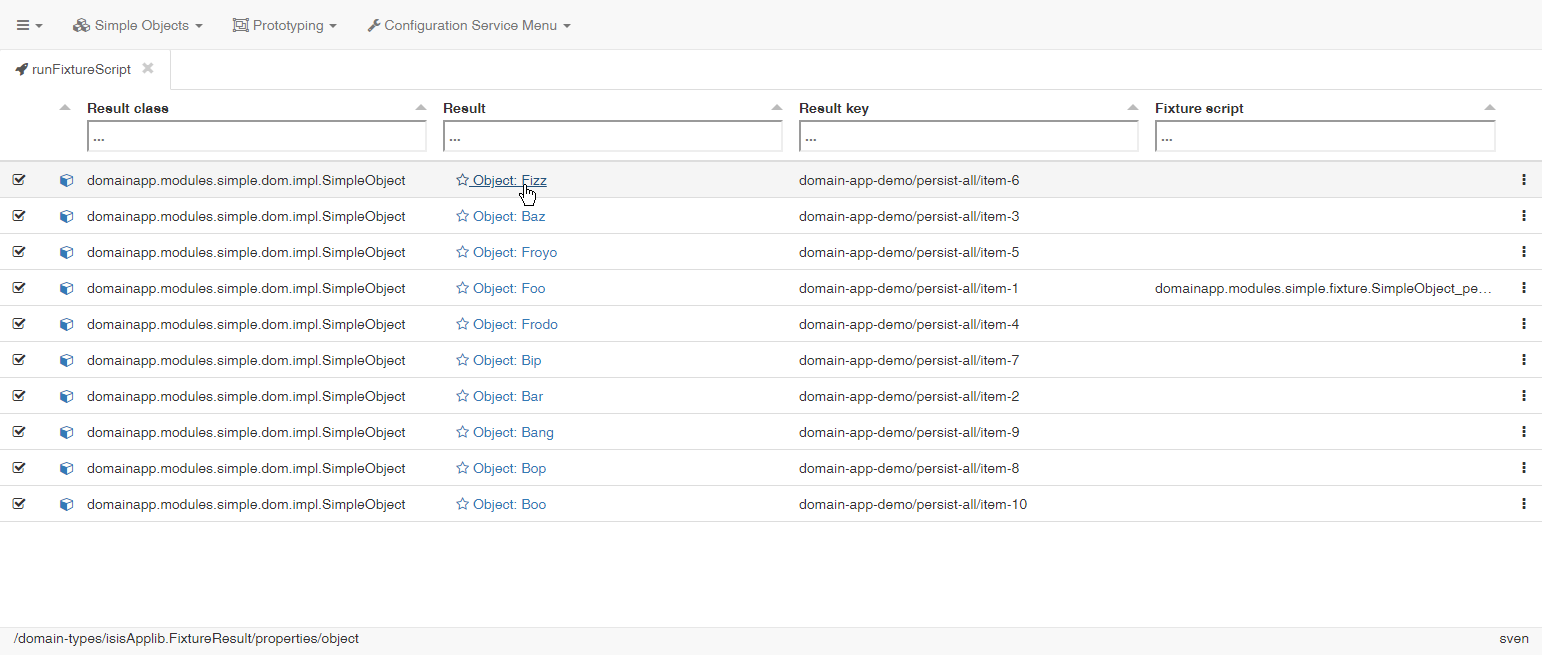 Simple Objects Prototyping Configuration Service Menu
runFixtureScript
Result class Result Result key Fixture script
... ... ... ...
domainapp.modules.simple.dom.impl.SimpleObject Object: Fizz domain-app-demo/persist-all/item-6
domainapp.modules.simple.dom.impl.SimpleObject Object: Baz domain-app-demo/persist-all/item-3
domainapp.modules.simple.dom.impl.SimpleObject Object: Froyo domain-app-demo/persist-all/item-5
domainapp.modules.simple.dom.impl.SimpleObject Object: Foo domain-app-demo/persist-all/item-1 domainapp.modules.simple.fixture.SimpleObject_pe...
domainapp.modules.simple.dom.impl.SimpleObject Object: Frodo domain-app-demo/persist-all/item-4
domainapp.modules.simple.dom.impl.SimpleObject Object: Bip domain-app-demo/persist-all/item-7
domainapp.modules.simple.dom.impl.SimpleObject Object: Bar domain-app-demo/persist-all/item-2
domainapp.modules.simple.dom.impl.SimpleObject Object: Bang domain-app-demo/persist-all/item-9
domainapp.modules.simple.dom.impl.SimpleObject Object: Bop domain-app-demo/persist-all/item-8
domainapp.modules.simple.dom.impl.SimpleObject Object: Boo domain-app-demo/persist-all/item-10
/domain-types/isisApplib.FixtureResult/properties/object sven